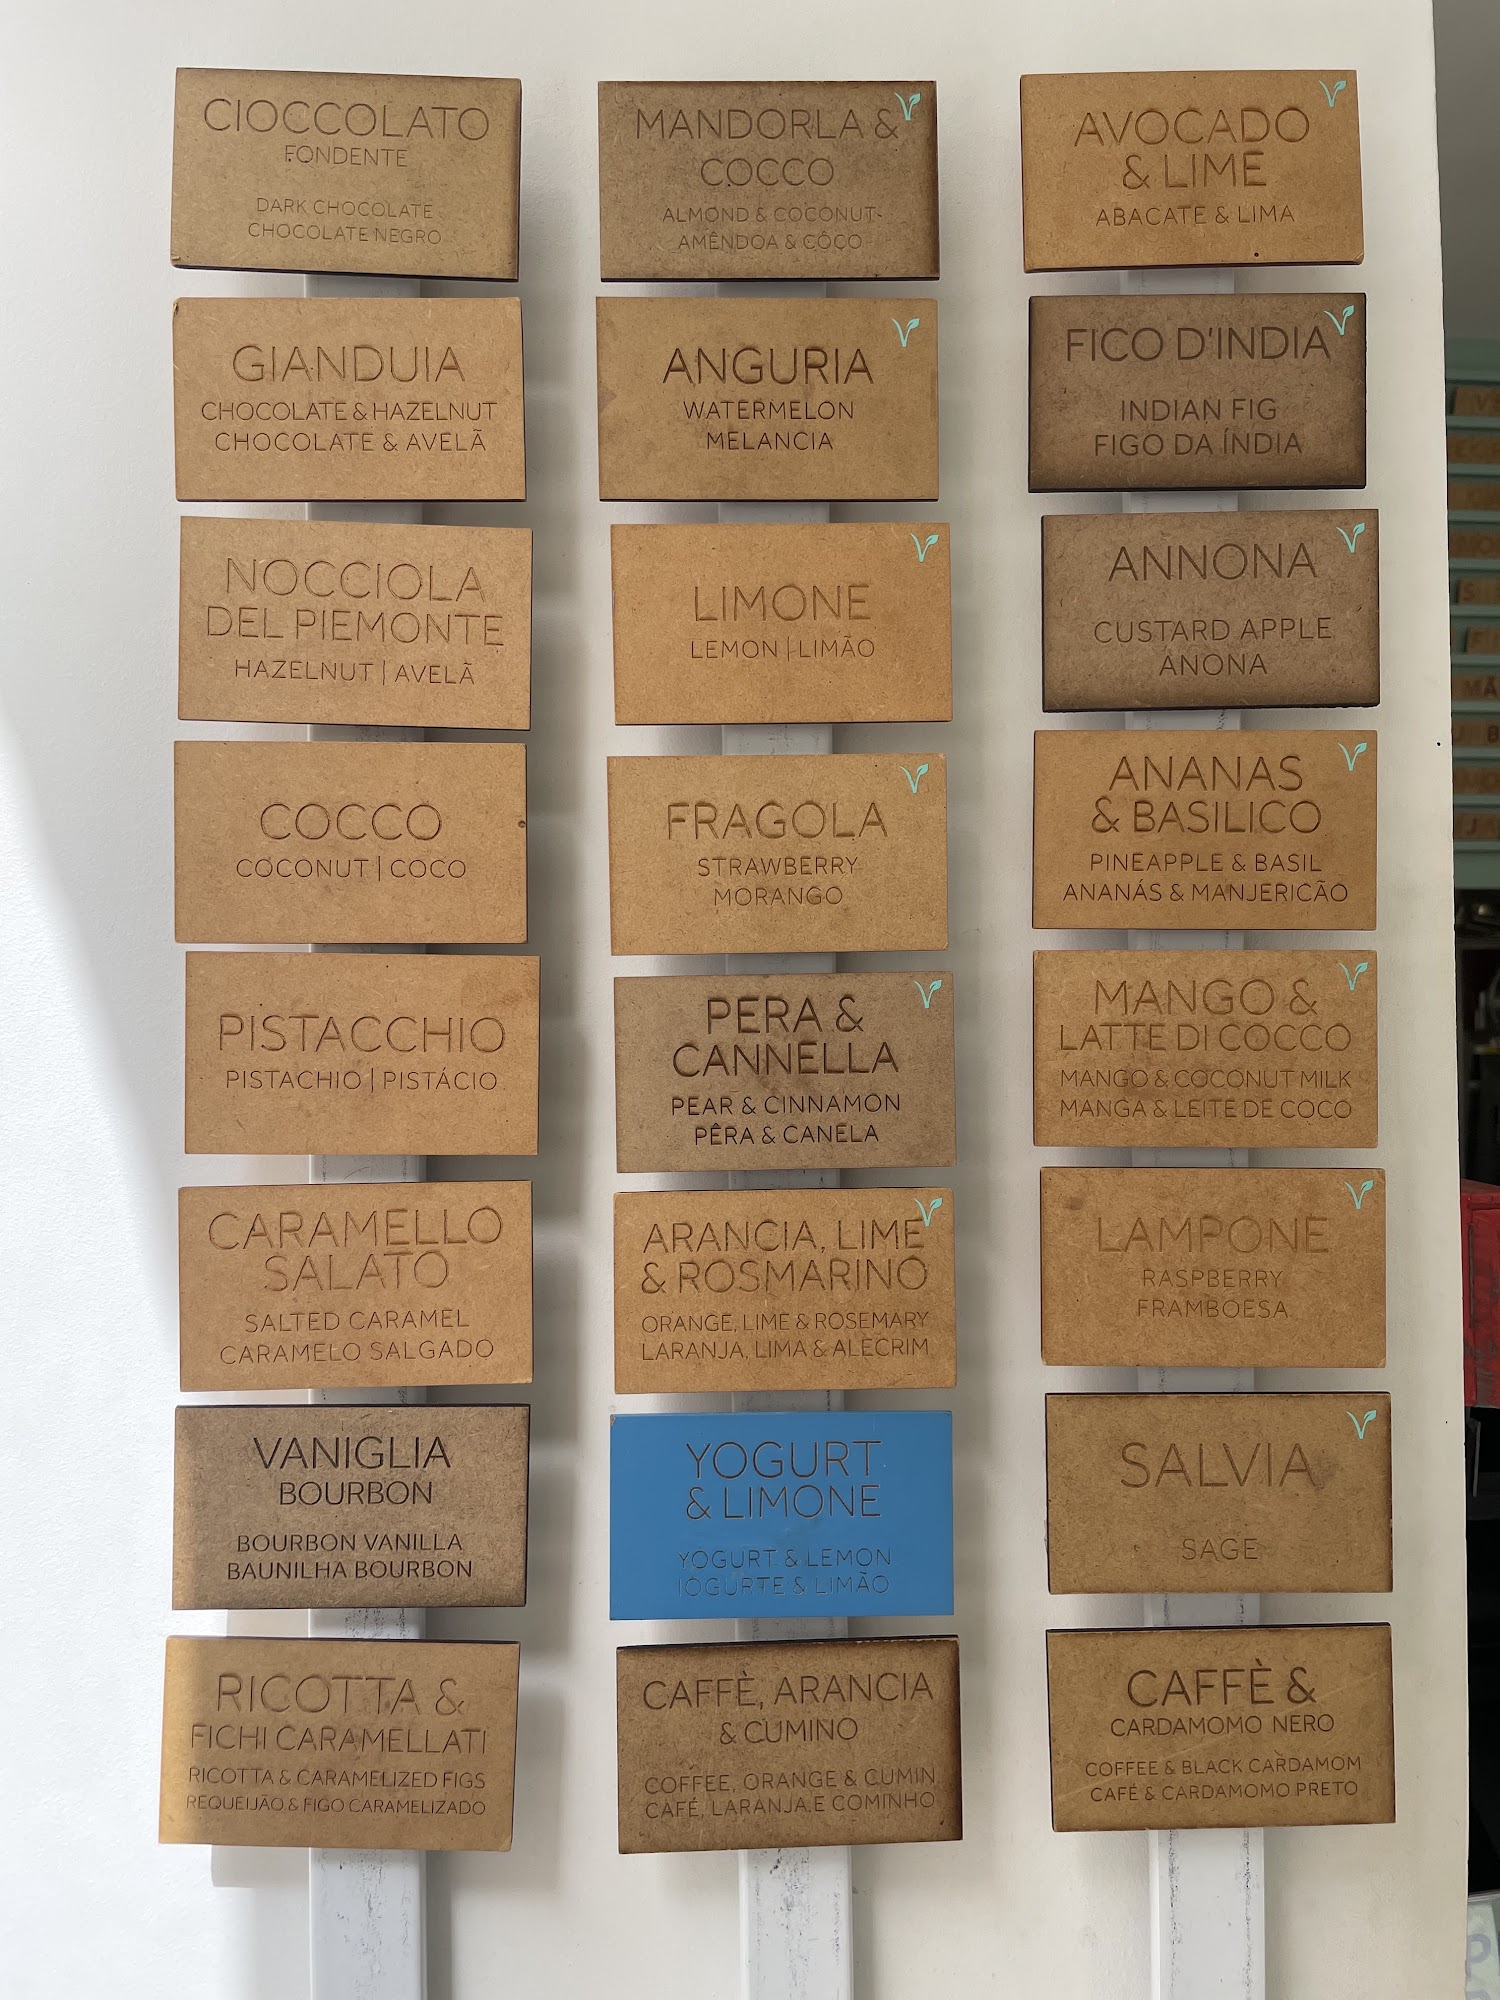 CIOCCOLATO
FONDENTE
DARK CHOCOLATE
CHOCOLATE NEGRO
GIANDUIA
CHOCOLATE & HAZELNUT
CHOCOLATE & AVELÃ
NOCCIOLA
DEL PIEMONTE
HAZELNUT | AVELÃ
COCCO
COCONUT | COCO
PISTACCHIO
PISTACHIO | PISTÁCIO
CARAMELLO
SALATO
SALTED CARAMEL
CARAMELO SALGADO
VANIGLIA
BOURBON
BOURBON VANILLA
BAUNILHA BOURBON
RICOTTA &
FICHI CARAMELLATI
RICOTTA & CARAMELIZED FIGS
REQUEIJÃO & FIGO CARAMELIZADO
MANDORLA &
COCCO
ALMOND & COCONUT
AMÊNDOA & CÔCO
ANGURIA
WATERMELON
MELANCIA
LIMONE
LEMON | LIMÃO
FRAGOLA
STRAWBERRY
MORANGO
PERA &
CANNELLA
PEAR & CINNAMON
PÊRA & CANELA
ARANCIA, LIME
& ROSMARINO
ORANGE, LIME & ROSEMARY
LARANJA, LIMA & ALECRIM
YOGURT
& LIMONE
YOGURT & LEMON
IOGURTE & LIMÃO
CAFFÈ, ARANCIA
& CUMINO
COFFEE, ORANGE & CUMIN
CAFÉ, LARANJA E COMINHO
AVOCADO
& LIME
ABACATE & LIMA
FICO D'INDIA
INDIAN FIG
FIGO DA ÍNDIA
ANNONA
CUSTARD APPLE
ANONA
ANANAS
& BASILICO
PINEAPPLE & BASIL
ANANÁS & MANJERICÃO
MANGO &
LATTE DI COCCO
MANGO & COCONUT MILK
MANGA & LEITE DE COCO
LAMPONE
RASPBERRY
FRAMBOESA
SALVIA
SAGE
CAFFÈ &
CARDAMOMO NERO
COFFEE & BLACK CARDAMOM
CAFÉ & CARDAMOMO PRETO